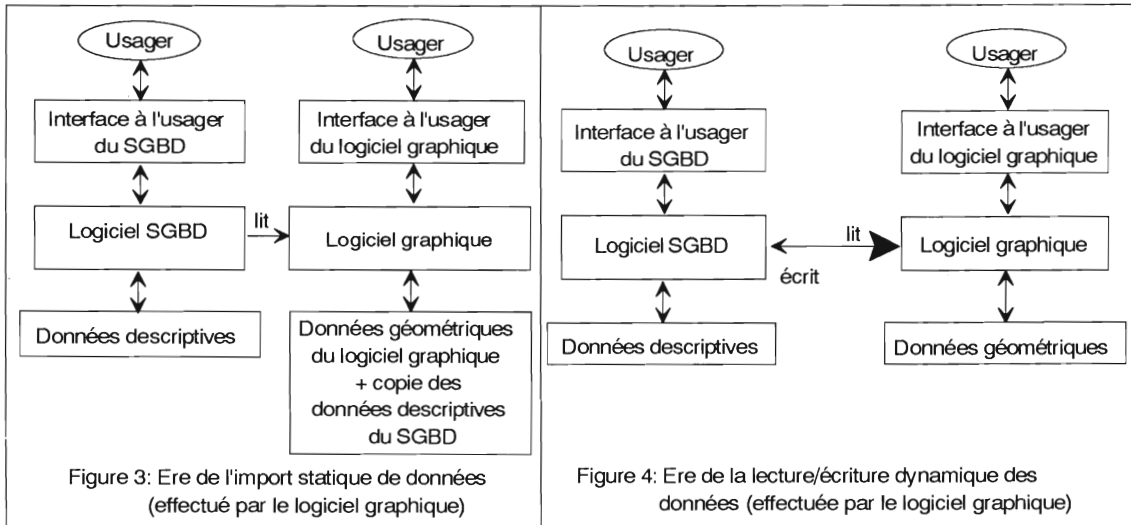 Usager
Usager
Interface à l'usager
du SGBD
Interface à l'usager
du logiciel graphique
Logiciel SGBD
lit
Logiciel graphique
Données descriptives
Données géométriques
du logiciel graphique
+ copie des
données descriptives
du SGBD
Figure 3: Ere de l'import statique de données
(effectué par le logiciel graphique)
Usager
Usager
Interface à l'usager
du SGBD
Interface à l'usager
du logiciel graphique
Logiciel SGBD
lit
écrit
Logiciel graphique
Données descriptives
Données géométriques
Figure 4: Ere de la lecture/écriture dynamique des
données (effectuée par le logiciel graphique)